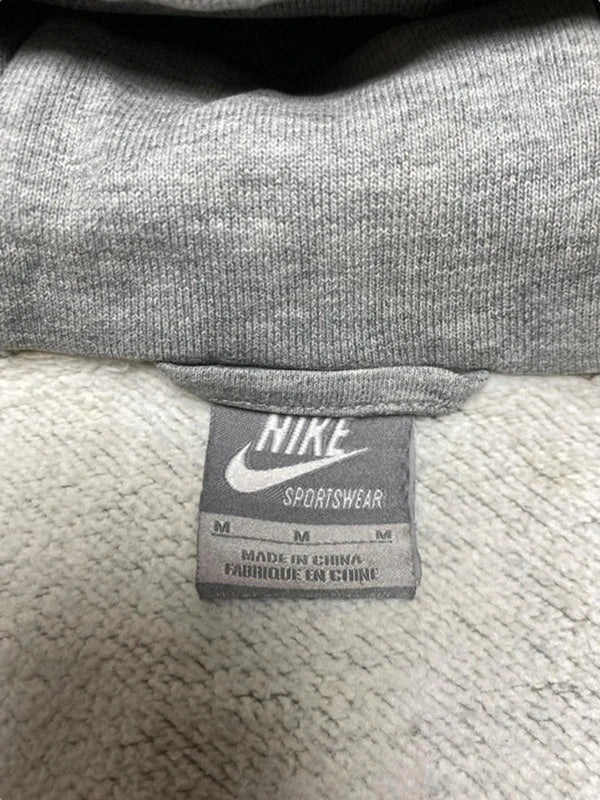 NIKE
SPORTSWEAR
M M M
MADE IN CHINA
FABRIQUE EN CHINE